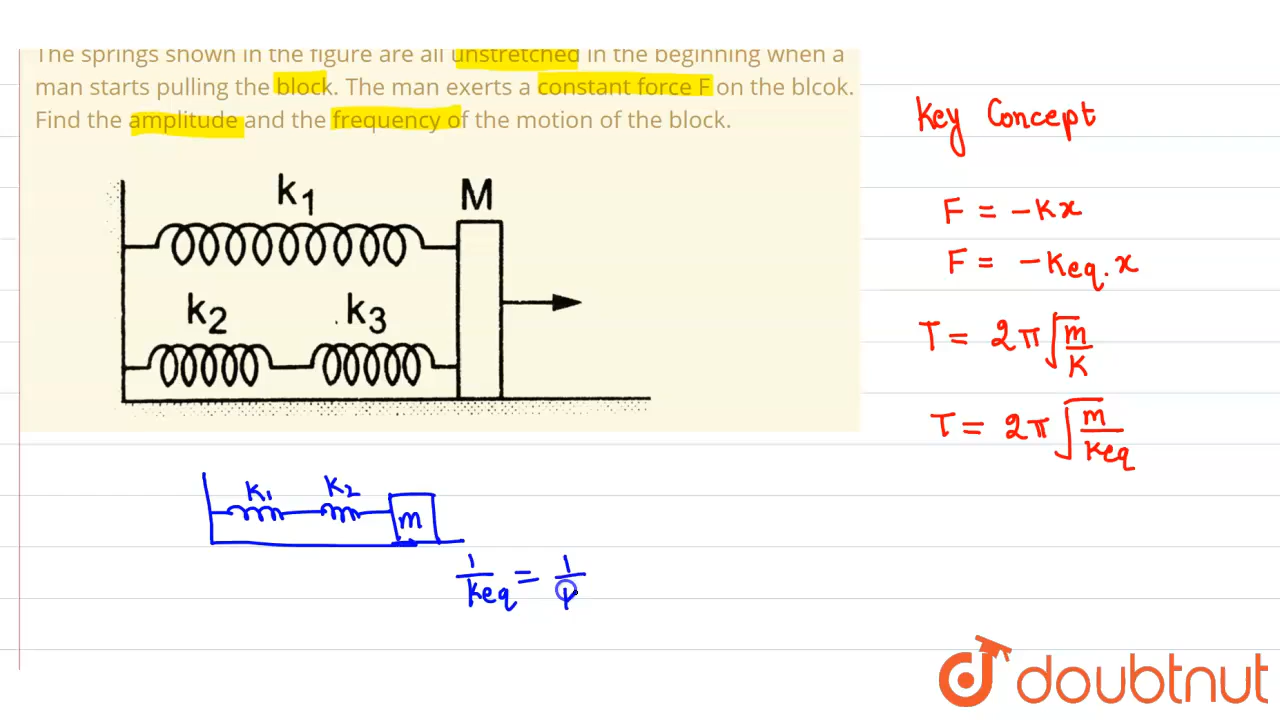 The springs shown in the figure are all unstretched in the beginning when a
man starts pulling the block. The man exerts a constant force F on the blcok.
Find the amplitude and the frequency of the motion of the block.
k1
M
k2
k3
Key Concept
F = -Kx
F = -Keq.x
T = 2π√m/K
T = 2π√m/Keq
K1
K2
m
1/Keq = 1/
doubtnut